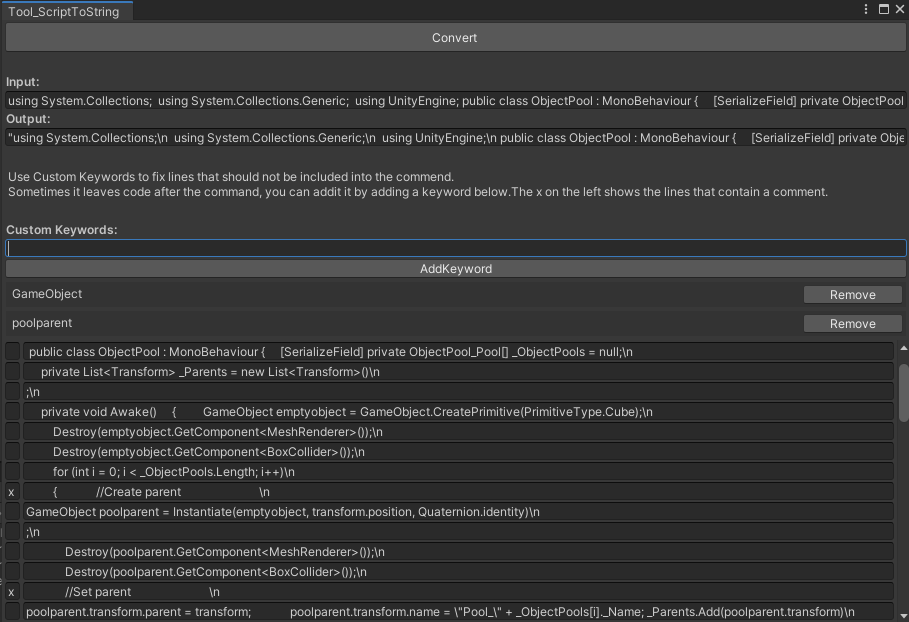 Tool_ScriptToString
Convert
Input:
using System.Collections;  using System.Collections.Generic;  using UnityEngine; public class ObjectPool : MonoBehaviour {     [SerializeField] private ObjectPool
Output:
"using System.Collections;\n  using System.Collections.Generic;\n  using UnityEngine;\n public class ObjectPool : MonoBehaviour {     [SerializeField] private Obje
Use Custom Keywords to fix lines that should not be included into the commend.
Sometimes it leaves code after the command, you can addit it by adding a keyword below.The x on the left shows the lines that contain a comment.
Custom Keywords:
AddKeyword
GameObject Remove
poolparent Remove
public class ObjectPool : MonoBehaviour {     [SerializeField] private ObjectPool_Pool[] _ObjectPools = null;\n
private List<Transform> _Parents = new List<Transform>()\n
;\n
private void Awake()     {         GameObject emptyobject = GameObject.CreatePrimitive(PrimitiveType.Cube);\n
Destroy(emptyobject.GetComponent<MeshRenderer>());\n
Destroy(emptyobject.GetComponent<BoxCollider>());\n
for (int i = 0; i < _ObjectPools.Length; i++)\n
x {             //Create parent                          \n
GameObject poolparent = Instantiate(emptyobject, transform.position, Quaternion.identity)\n
;\n
Destroy(poolparent.GetComponent<MeshRenderer>());\n
Destroy(poolparent.GetComponent<BoxCollider>());\n
x //Set parent                          \n
poolparent.transform.parent = transform;             poolparent.transform.name = \"Pool_\" + _ObjectPools[i]._Name; _Parents.Add(poolparent.transform)\n